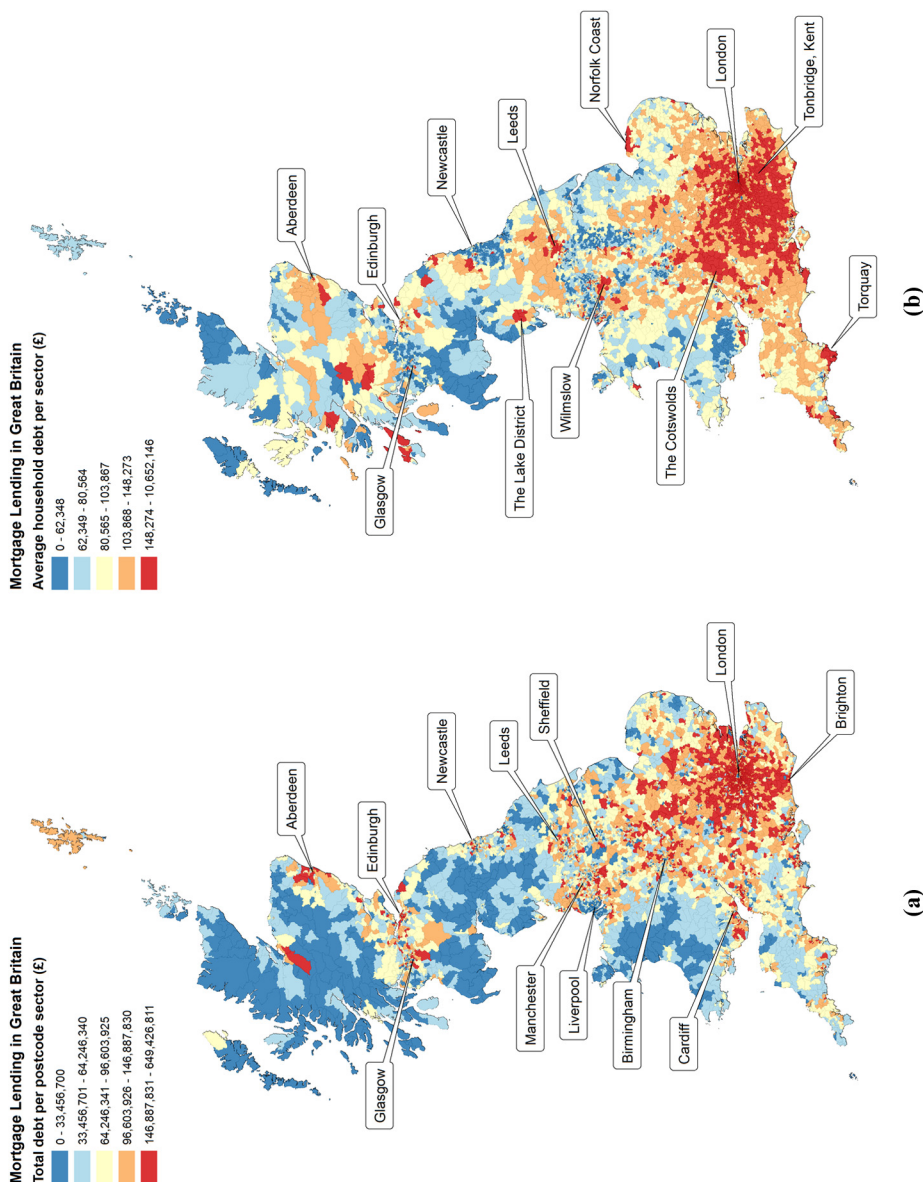 Mortgage Lending in Great Britain
Total debt per postcode sector (£)
0 - 33,456,700
33,456,701 - 64,246,340
64,246,341 - 96,603,925
96,603,926 - 146,887,830
146,887,831 - 649,426,811
Aberdeen
Edinburgh
Glasgow
Newcastle
Leeds
Sheffield
Manchester
Liverpool
Birmingham
Cardiff
London
Brighton
(a)
Mortgage Lending in Great Britain
Average household debt per sector (£)
0 - 62,348
62,349 - 80,564
80,565 - 103,867
103,868 - 148,273
148,274 - 10,652,146
Aberdeen
Edinburgh
Glasgow
Newcastle
Leeds
The Lake District
Norfolk Coast
Wilmslow
The Cotswolds
London
Tonbridge, Kent
Torquay
(b)